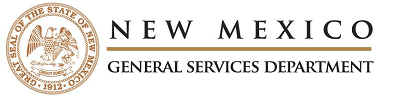 GREAT SEAL OF THE STATE OF NEW MEXICO
•1912•
NEW MEXICO
GENERAL SERVICES DEPARTMENT